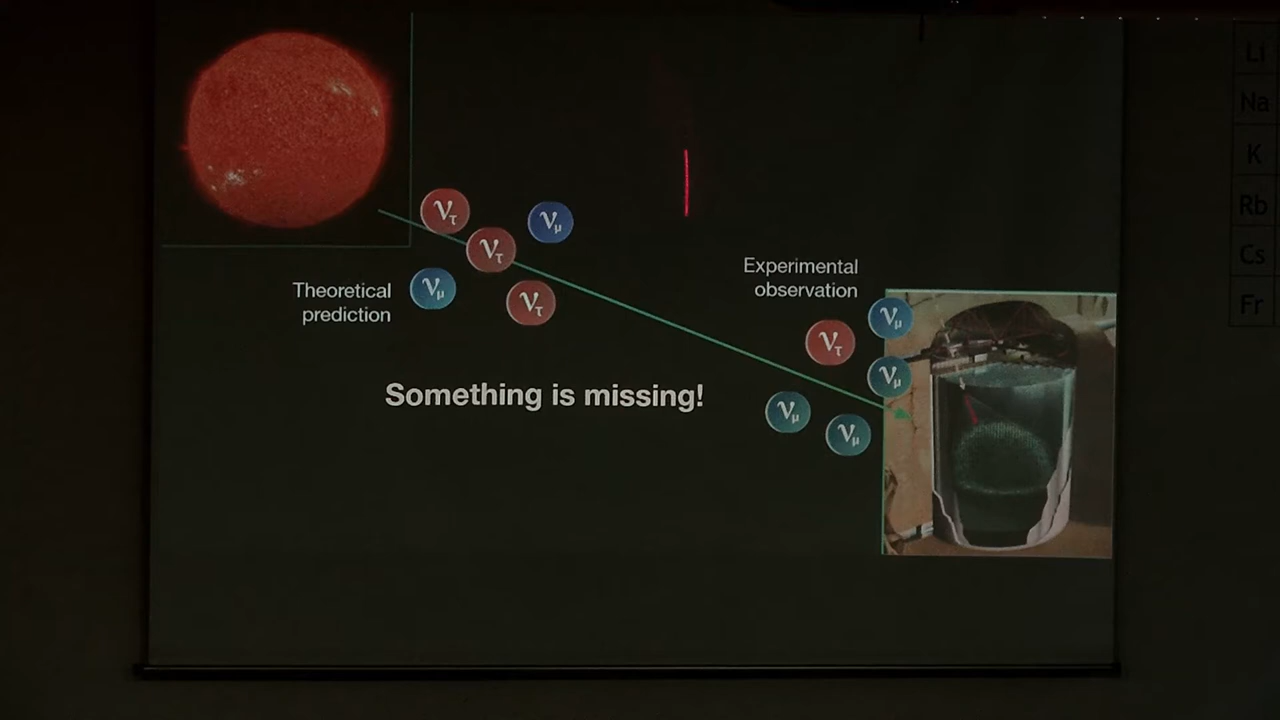 ντ
νμ
ντ
νμ
ντ
Theoretical
prediction
Experimental
observation
νμ
ντ
νμ
νμ
νμ
Something is missing!
Li
Na
K
Rb
Cs
Fr